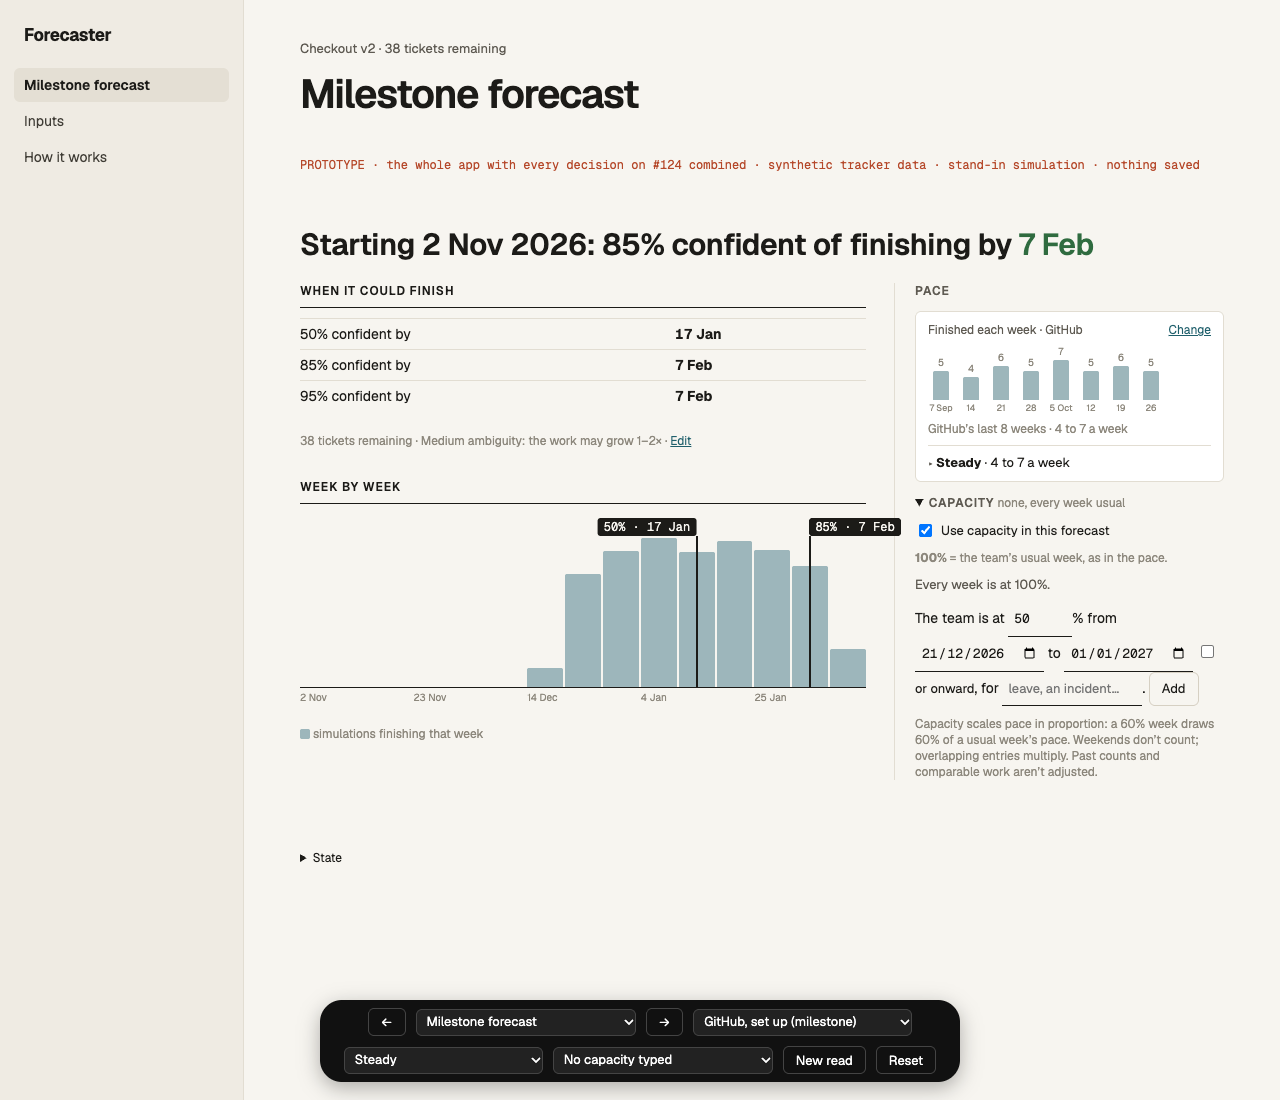 Forecaster
Milestone forecast
Inputs
How it works
Checkout v2 · 38 tickets remaining
Milestone forecast
PROTOTYPE · the whole app with every decision on #124 combined · synthetic tracker data · stand-in simulation · nothing saved
Starting 2 Nov 2026: 85% confident of finishing by 7 Feb
WHEN IT COULD FINISH
50% confident by 17 Jan
85% confident by 7 Feb
95% confident by 7 Feb
38 tickets remaining · Medium ambiguity: the work may grow 1–2× · Edit
WEEK BY WEEK
50% · 17 Jan 85% · 7 Feb
2 Nov 23 Nov 14 Dec 4 Jan 25 Jan
simulations finishing that week
State
PACE
Finished each week · GitHub Change
5 4 6 5 7 5 6 5
7 Sep 14 21 28 5 Oct 12 19 26
GitHub’s last 8 weeks · 4 to 7 a week
Steady · 4 to 7 a week
CAPACITY none, every week usual
Use capacity in this forecast
100% = the team’s usual week, as in the pace.
Every week is at 100%.
The team is at 50 % from
21/12/2026 to 01/01/2027
or onward, for leave, an incident… . Add
Capacity scales pace in proportion: a 60% week draws
60% of a usual week’s pace. Weekends don’t count;
overlapping entries multiply. Past counts and
comparable work aren’t adjusted.
← Milestone forecast → GitHub, set up (milestone)
Steady No capacity typed New read Reset